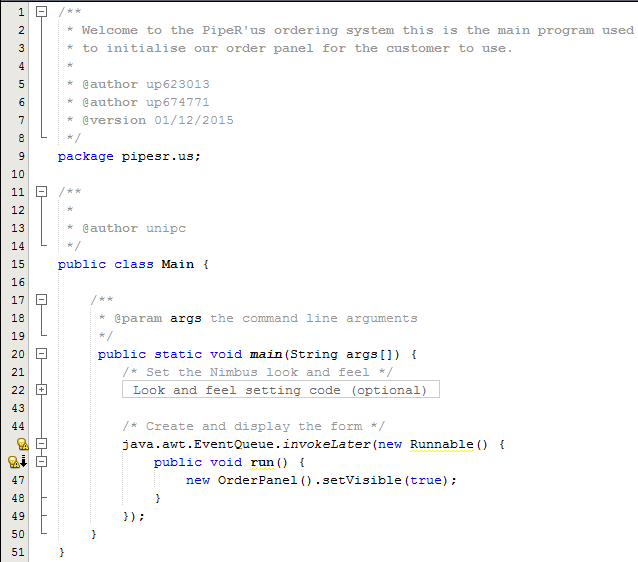 1 /**
2 * Welcome to the PipeR'us ordering system this is the main program used
3 * to initialise our order panel for the customer to use.
4 *
5 * @author up623013
6 * @author up674771
7 * @version 01/12/2015
8 */
9 package pipesr.us;
10
11 /**
12 *
13 * @author unipc
14 */
15 public class Main {
16
17 /**
18 * @param args the command line arguments
19 */
20 public static void main(String args[]) {
21 /* Set the Nimbus look and feel */
22 Look and feel setting code (optional)
43
44 /* Create and display the form */
java.awt.EventQueue.invokeLater(new Runnable() {
public void run() {
47 new OrderPanel().setVisible(true);
48 }
49 });
50 }
51 }